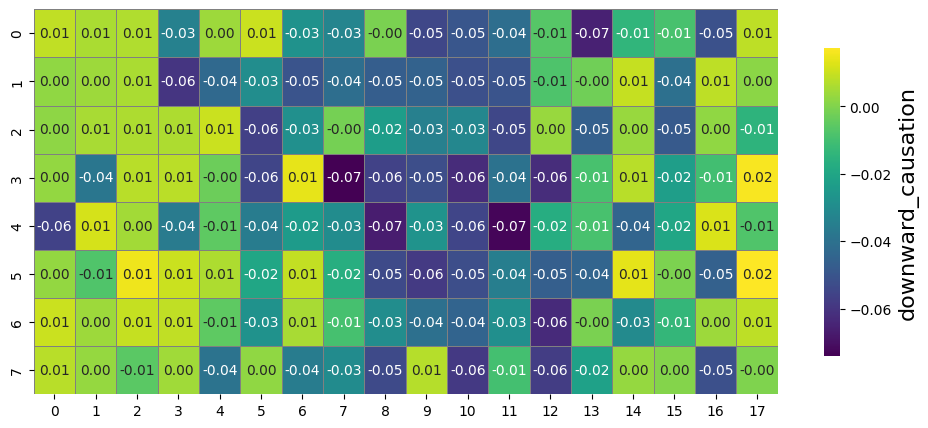 0 0.01 0.01 0.01 -0.03 0.00 0.01 -0.03 -0.03 -0.00 -0.05 -0.05 -0.04 -0.01 -0.07 -0.01 -0.01 -0.05 0.01
1 0.00 0.00 0.01 -0.06 -0.04 -0.03 -0.05 -0.04 -0.05 -0.05 -0.05 -0.05 -0.01 -0.00 0.01 -0.04 0.01 0.00
2 0.00 0.01 0.01 0.01 0.01 -0.06 -0.03 -0.00 -0.02 -0.03 -0.03 -0.05 0.00 -0.05 0.00 -0.05 0.00 -0.01
3 0.00 -0.04 0.01 0.01 -0.00 -0.06 0.01 -0.07 -0.06 -0.05 -0.06 -0.04 -0.06 -0.01 0.01 -0.02 -0.01 0.02
4 -0.06 0.01 0.00 -0.04 -0.01 -0.04 -0.02 -0.03 -0.07 -0.03 -0.06 -0.07 -0.02 -0.01 -0.04 -0.02 0.01 -0.01
5 0.00 -0.01 0.01 0.01 0.01 -0.02 0.01 -0.02 -0.05 -0.06 -0.05 -0.04 -0.05 -0.04 0.01 -0.00 -0.05 0.02
6 0.01 0.00 0.01 0.01 -0.01 -0.03 0.01 -0.01 -0.03 -0.04 -0.04 -0.03 -0.06 -0.00 -0.03 -0.01 0.00 0.01
7 0.01 0.00 -0.01 0.00 -0.04 0.00 -0.04 -0.03 -0.05 0.01 -0.06 -0.01 -0.06 -0.02 0.00 0.00 -0.05 -0.00
0 1 2 3 4 5 6 7 8 9 10 11 12 13 14 15 16 17
0.00
−0.02
−0.04
−0.06
downward_causation